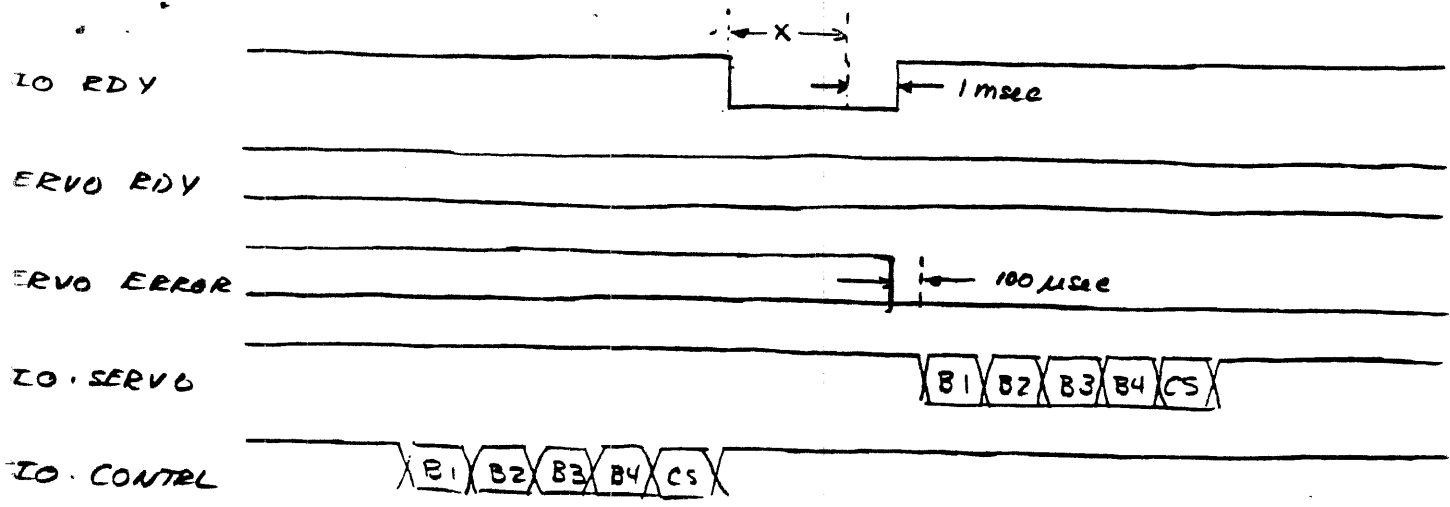 X
IO RDY
1 msec
ERVO RDY
ERVO ERROR
100 µsec
IO. SERVO
B1 B2 B3 B4 CS
IO. CONTRL
B1 B2 B3 B4 CS